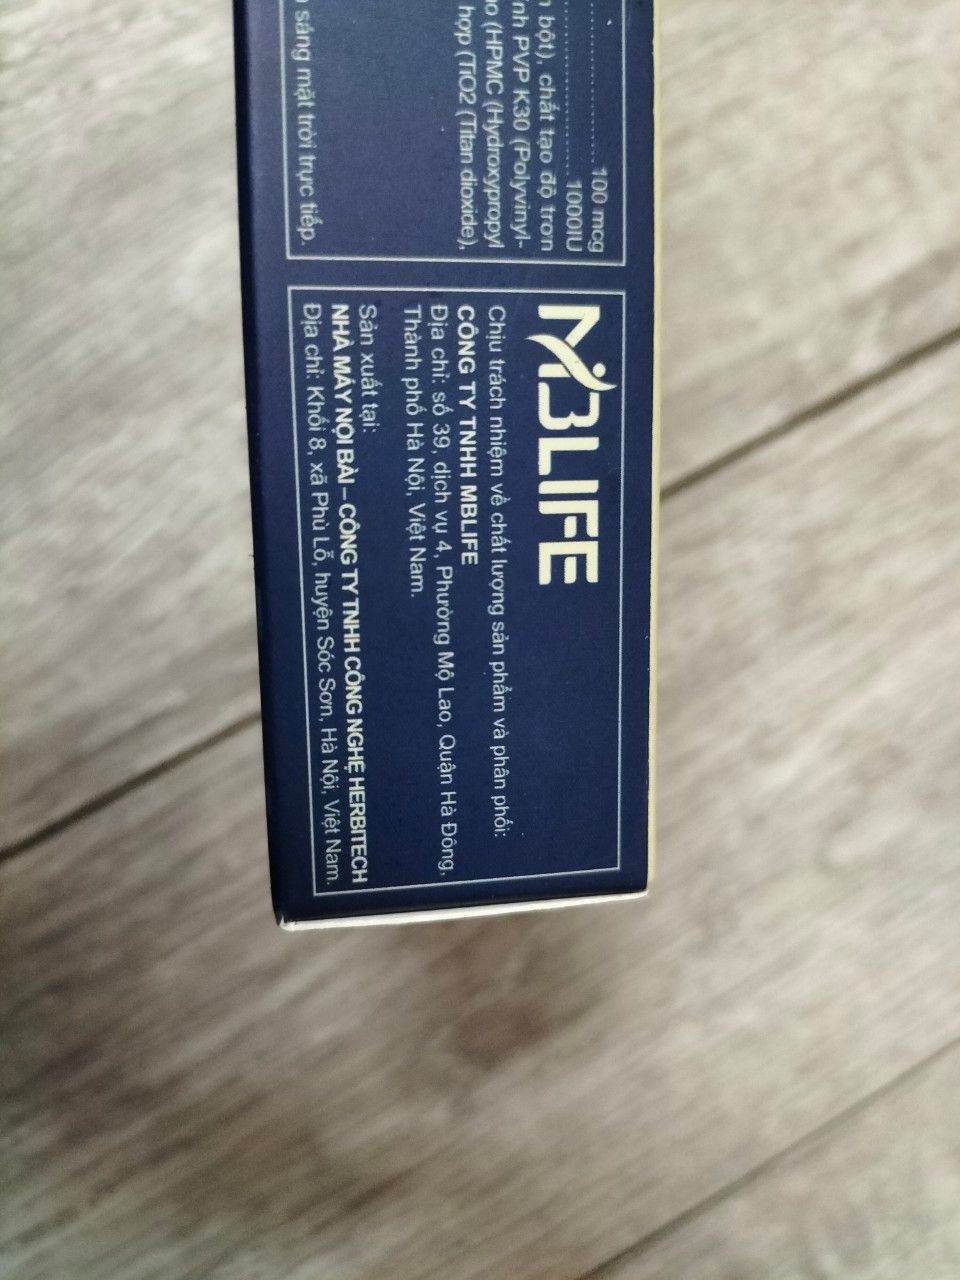 100 mcg
1000IU
bột), chất tạo độ trơn
PVP K30 (Polyvinyl-
(HPMC (Hydroxypropyl
hợp (TiO2 (Titan dioxide),
sáng mặt trời trực tiếp.
MBLIFE
Chịu trách nhiệm về chất lượng sản phẩm và phân phối:
CÔNG TY TNHH MBLIFE
Địa chỉ: số 39, dịch vụ 4, Phường Mộ Lao, Quận Hà Đông,
Thành phố Hà Nội, Việt Nam.
Sản xuất tại:
NHÀ MÁY NỘI BÀI – CÔNG TY TNHH CÔNG NGHỆ HERBITECH
Địa chỉ: Khối 8, xã Phù Lỗ, huyện Sóc Sơn, Hà Nội, Việt Nam.